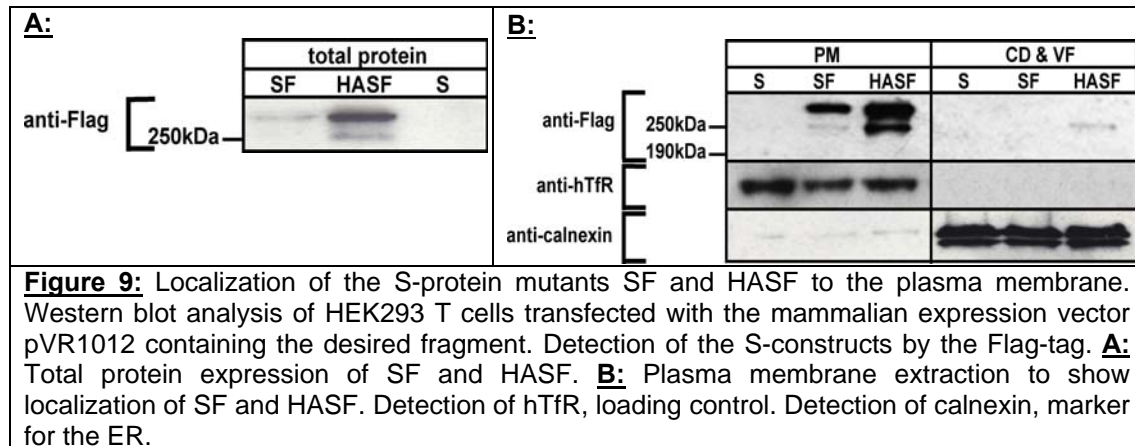 A:
total protein
SF HASF S
anti-Flag
250kDa
B:
PM CD & VF
S SF HASF S SF HASF
anti-Flag
250kDa
190kDa
anti-hTfR
anti-calnexin
Figure 9: Localization of the S-protein mutants SF and HASF to the plasma membrane.
Western blot analysis of HEK293 T cells transfected with the mammalian expression vector
pVR1012 containing the desired fragment. Detection of the S-constructs by the Flag-tag. A:
Total protein expression of SF and HASF. B: Plasma membrane extraction to show
localization of SF and HASF. Detection of hTfR, loading control. Detection of calnexin, marker
for the ER.